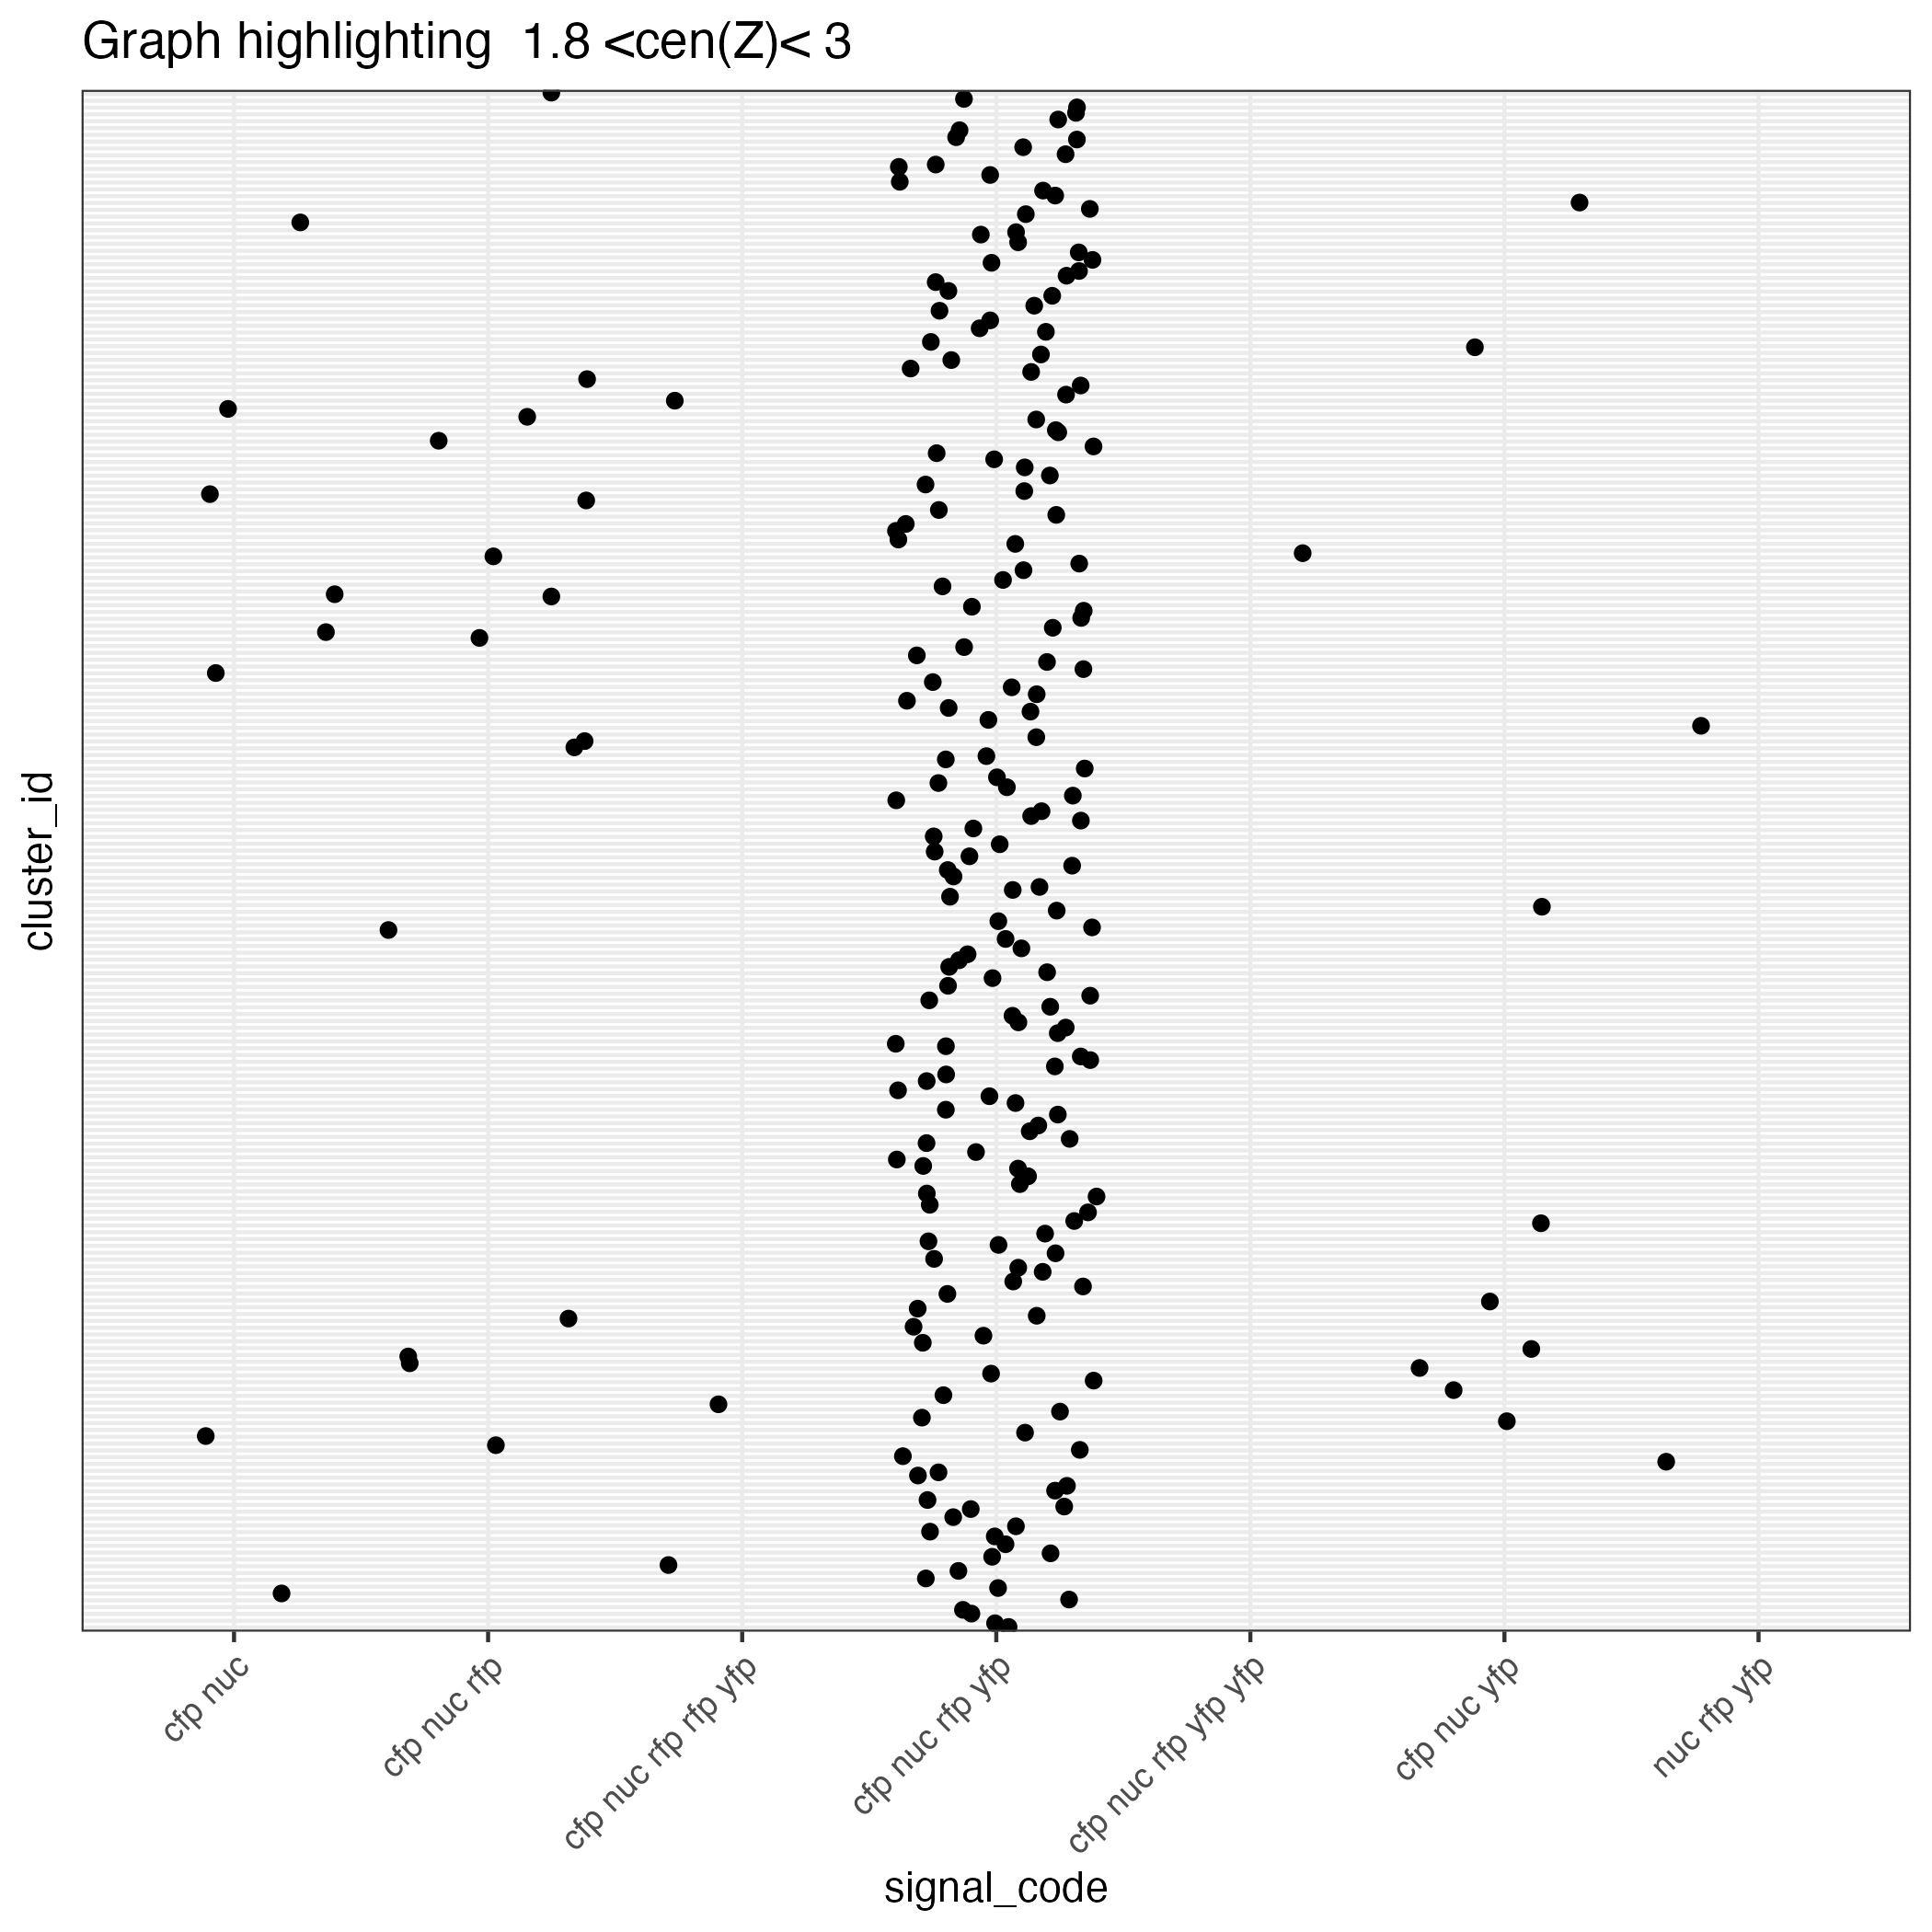 Graph highlighting  1.8 <cen(Z)< 3
cluster_id
cfp nuc
cfp nuc rfp
cfp nuc rfp rfp yfp
cfp nuc rfp yfp
cfp nuc rfp yfp yfp
cfp nuc yfp
nuc rfp yfp
signal_code